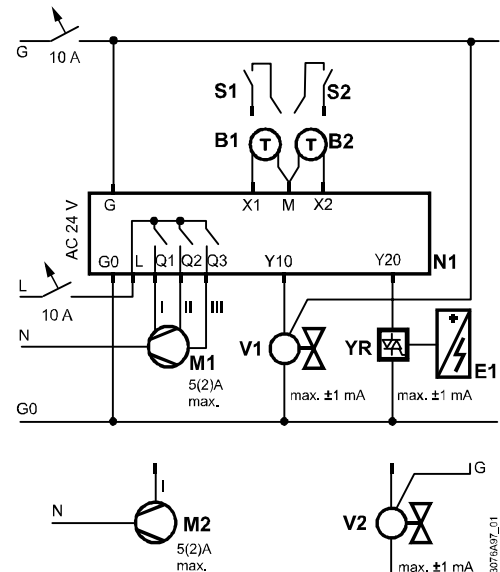 G
10 A
S1
S2
B1
T
T
B2
AC 24 V
G
X1
M
X2
G0
L
Q1
Q2
Q3
Y10
Y20
N1
L
10 A
I
II
III
N
M1
5(2)A
max.
V1
max. ±1 mA
YR
max. ±1 mA
E1
G0
I
N
M2
5(2)A
max.
G
V2
max. ±1 mA
3076A97_01